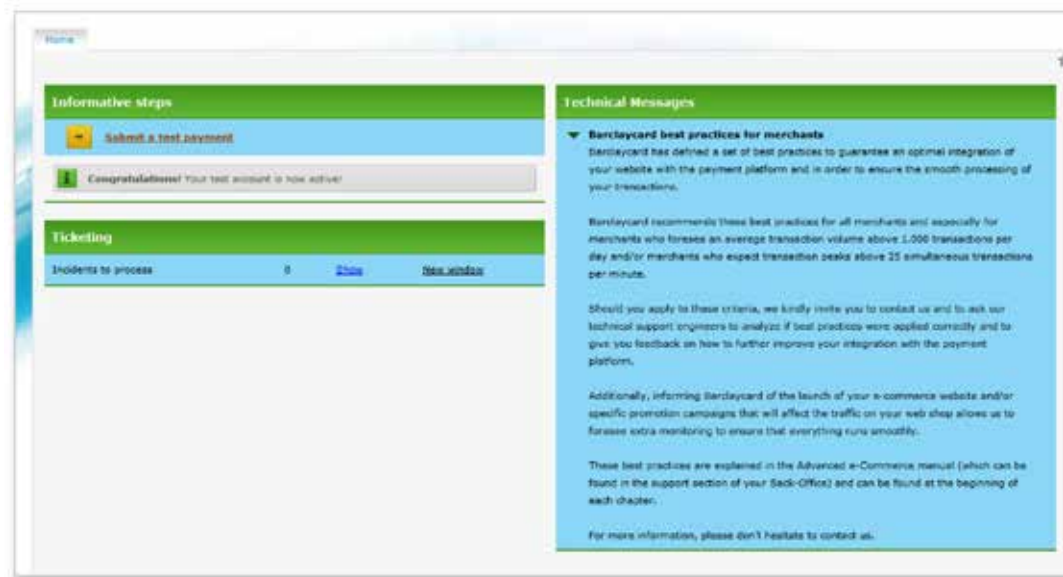 Home
Informative steps
Submit a test payment
Congratulations! Your test account is now active!
Ticketing
Incidents to process 0 Show New window
Technical Messages
Barclaycard best practices for merchants
Barclaycard has defined a set of best practices to guarantee an optimal integration of
your website with the payment platform and in order to ensure the smooth processing of
your transactions.
Barclaycard recommends these best practices for all merchants and especially for
merchants who foresee an average transaction volume above 1.000 transactions per
day and/or merchants who expect transaction peaks above 25 simultaneous transactions
per minute.
Should you apply to these criteria, we kindly invite you to contact us and to ask our
technical support engineers to analyze if best practices were applied correctly and to
give you feedback on how to further improve your integration with the payment
platform.
Additionally, informing Barclaycard of the launch of your e-commerce website and/or
specific promotion campaigns that will affect the traffic on your web shop allows us to
foresee extra monitoring to ensure that everything runs smoothly.
These best practices are explained in the Advanced e-Commerce manual (which can be
found in the support section of your Back-Office) and can be found at the beginning of
each chapter.
For more information, please don't hesitate to contact us.